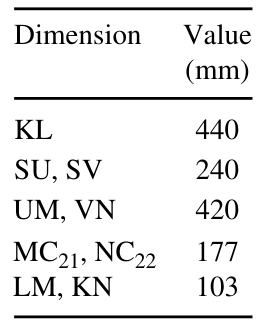 Dimension Value
(mm)
KL 440
SU, SV 240
UM, VN 420
MC₂₁, NC₂₂ 177
LM, KN 103